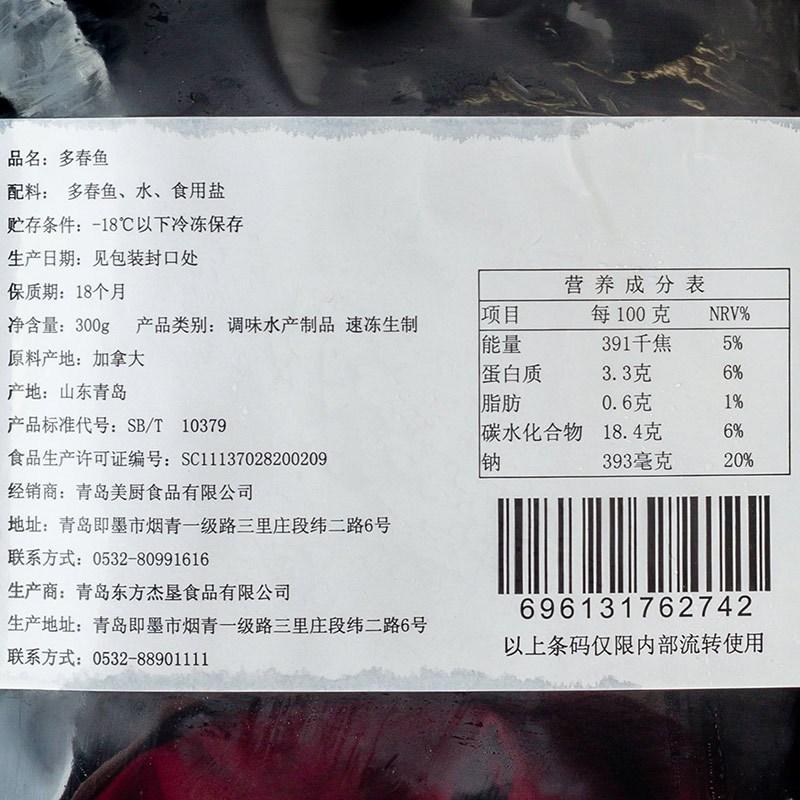 品名：多春鱼
配料： 多春鱼、水、食用盐
贮存条件：-18℃以下冷冻保存
生产日期：见包装封口处
保质期：18个月
净含量：300g 产品类别：调味水产制品 速冻生制
原料产地：加拿大
产地：山东青岛
产品标准代号：SB/T 10379
食品生产许可证编号：SC11137028200209
经销商：青岛美厨食品有限公司
地址：青岛即墨市烟青一级路三里庄段纬二路6号
联系方式：0532-80991616
生产商：青岛东方杰垦食品有限公司
生产地址：青岛即墨市烟青一级路三里庄段纬二路6号
联系方式：0532-88901111
营养成分表
项目 每100克 NRV%
能量 391千焦 5%
蛋白质 3.3克 6%
脂肪 0.6克 1%
碳水化合物 18.4克 6%
钠 393毫克 20%
696131762742
以上条码仅限内部流转使用